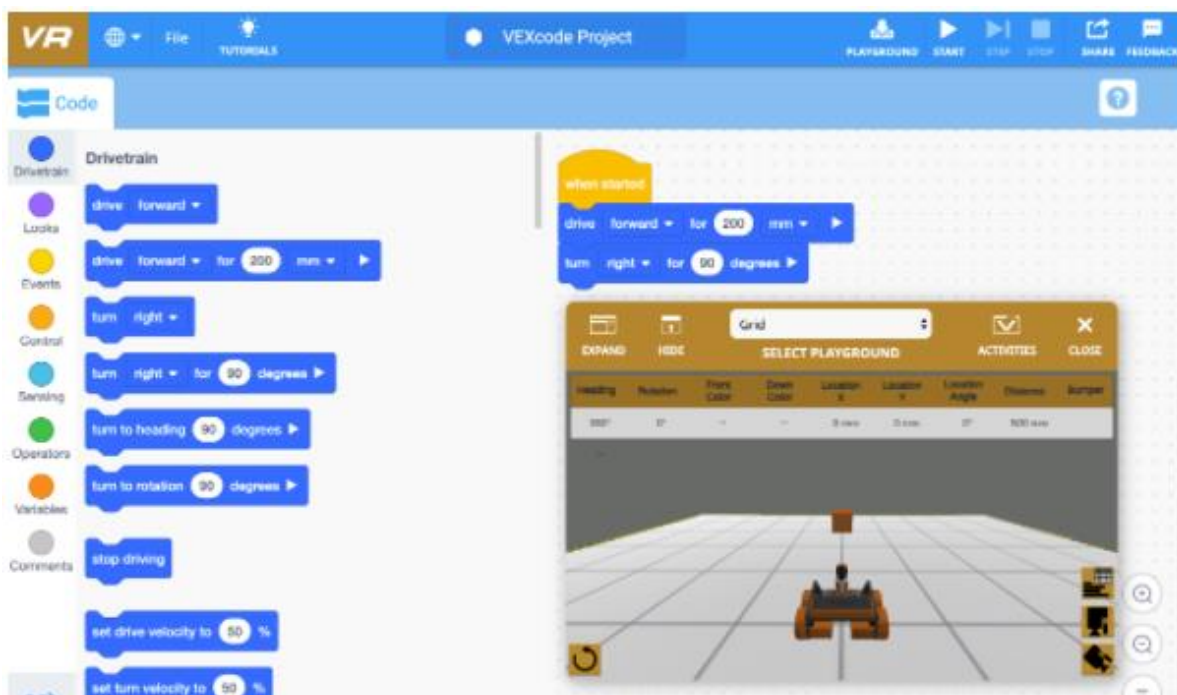 VR
File
TUTORIALS
VEXcode Project
PLAYGROUND
START
STEP
STOP
SHARE
FEEDBACK
Code
?
Drivetrain
Looks
Events
Control
Sensing
Operators
Variables
Comments
Drivetrain
drive forward
drive forward for 200 mm
turn right
turn right for 90 degrees
turn to heading 90 degrees
turn to rotation 90 degrees
stop driving
set drive velocity to 50 %
set turn velocity to 50 %
when started
drive forward for 200 mm
turn right for 90 degrees
EXPAND
HIDE
Grid
SELECT PLAYGROUND
ACTIVITIES
CLOSE
Heading
Rotation
Front Color
Down Color
Location X
Location Y
Location Angle
Distance
Bumper
0 mm
0 mm